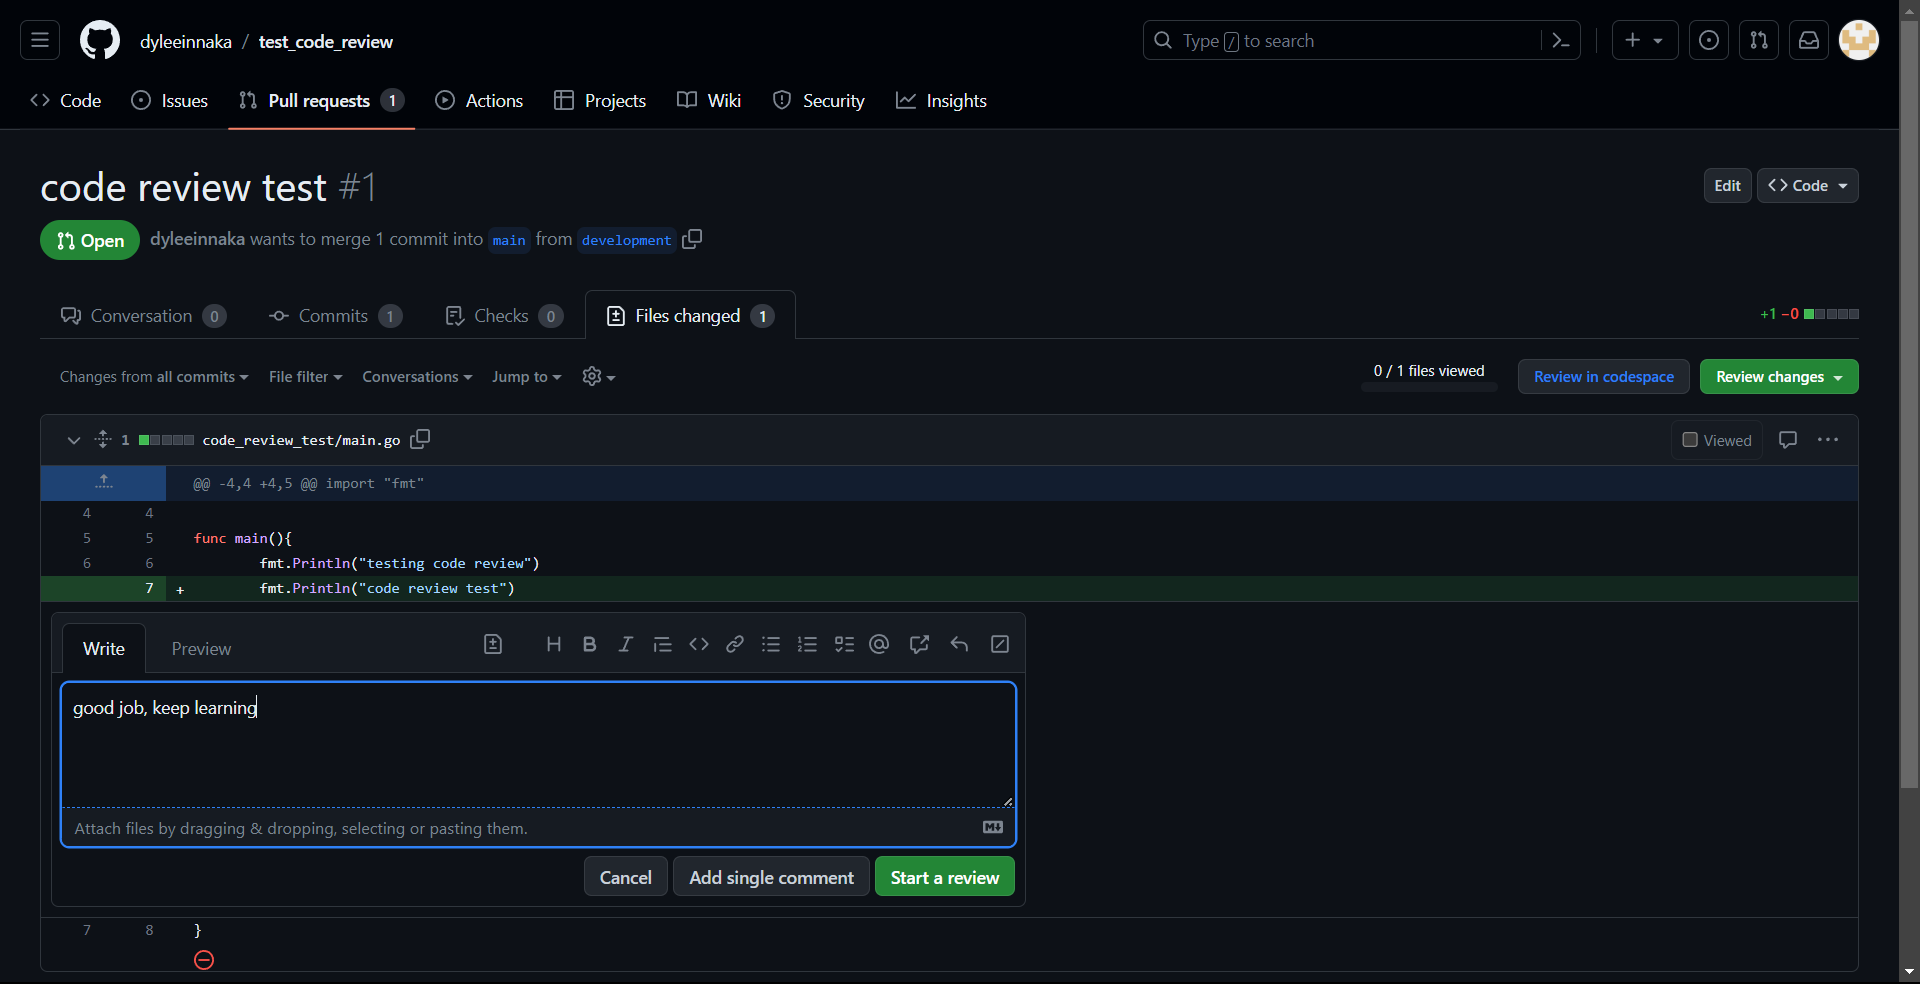 dyleeinnaka / test_code_review
Type / to search
Code Issues Pull requests 1 Actions Projects Wiki Security Insights
code review test #1
Edit
Code
Open
dyleeinnaka wants to merge 1 commit into main from development
Conversation 0 Commits 1 Checks 0 Files changed 1
+1 −0
Changes from all commits File filter Conversations Jump to
0 / 1 files viewed
Review in codespace
Review changes
1 code_review_test/main.go
Viewed
@@ -4,4 +4,5 @@ import "fmt"
4 4
5 5 func main(){
6 6 fmt.Println("testing code review")
7 + fmt.Println("code review test")
Write Preview
good job, keep learning
Attach files by dragging & dropping, selecting or pasting them.
Cancel Add single comment Start a review
7 8 }